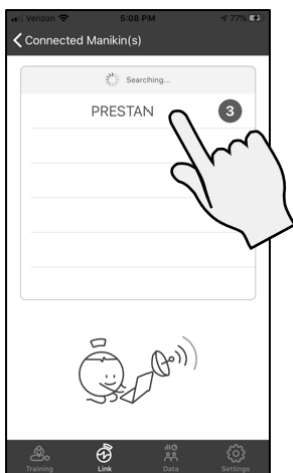 Verizon 5:08 PM 77%
Connected Manikin(s)
Searching...
PRESTAN 3
Training Link Data Settings